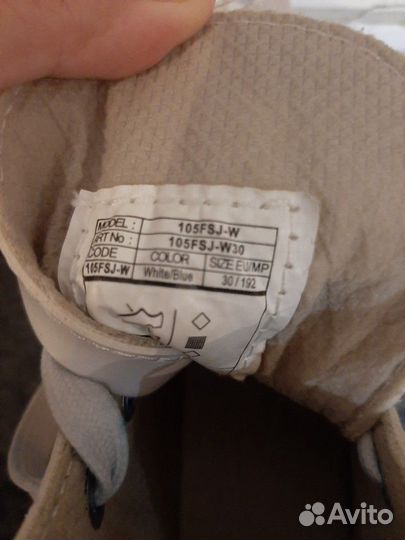 MODEL : 105FSJ-W
ART No : 105FSJ-W30
CODE COLOR SIZE EU/MP
105FSJ-W White/Blue 30 / 192
Avito